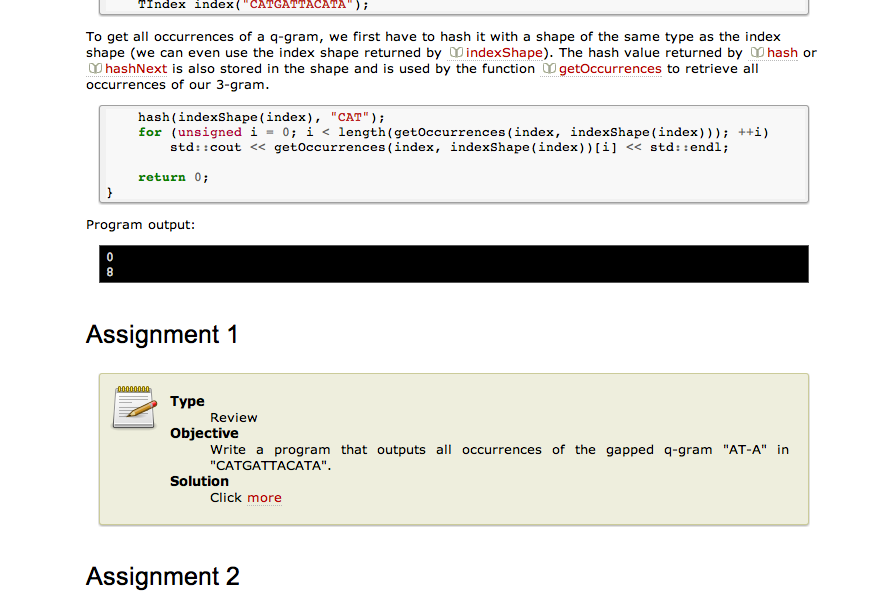 TIndex index("CATGATTACATA");
To get all occurrences of a q-gram, we first have to hash it with a shape of the same type as the index
shape (we can even use the index shape returned by indexShape). The hash value returned by hash or
hashNext is also stored in the shape and is used by the function getOccurrences to retrieve all
occurrences of our 3-gram.
hash(indexShape(index), "CAT");
for (unsigned i = 0; i < length(getOccurrences(index, indexShape(index))); ++i)
std::cout << getOccurrences(index, indexShape(index))[i] << std::endl;
return 0;
}
Program output:
0
8
Assignment 1
Type
Review
Objective
Write a program that outputs all occurrences of the gapped q-gram "AT-A" in
"CATGATTACATA".
Solution
Click more
Assignment 2